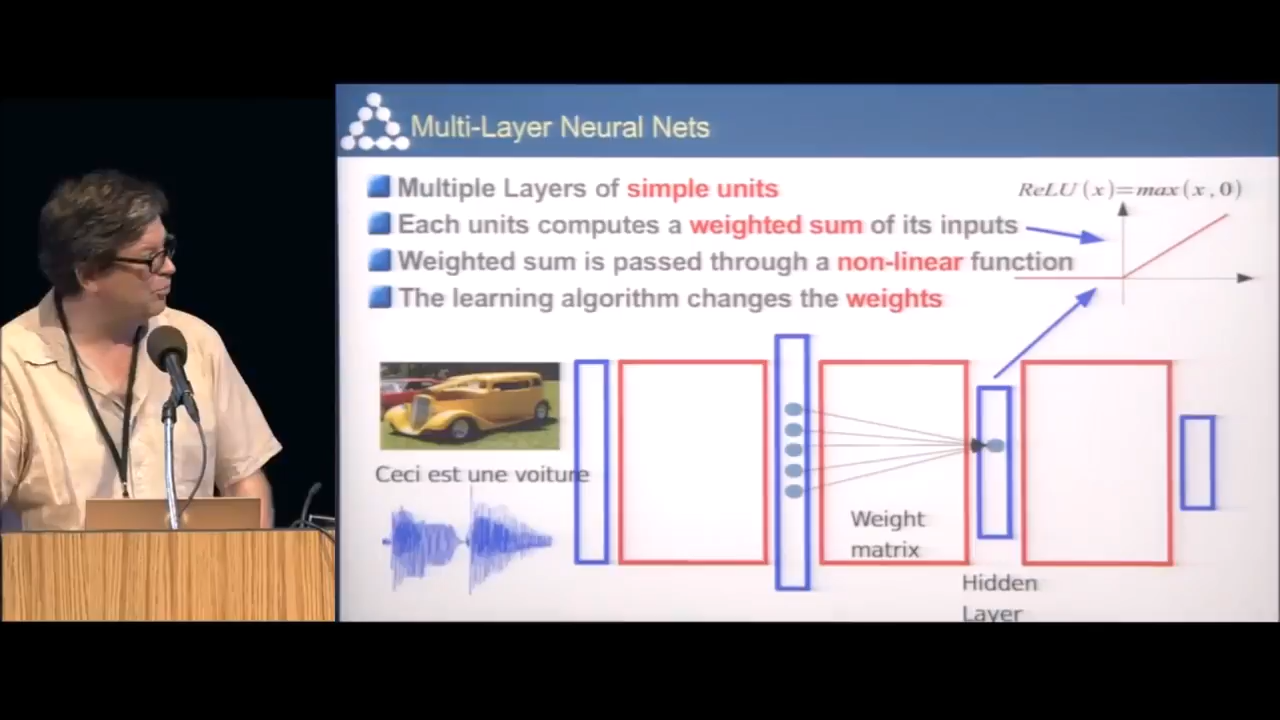 Multi-Layer Neural Nets
Multiple Layers of simple units
ReLU(x)=max(x,0)
Each units computes a weighted sum of its inputs
Weighted sum is passed through a non-linear function
The learning algorithm changes the weights
Ceci est une voiture
Weight
matrix
Hidden
Layer